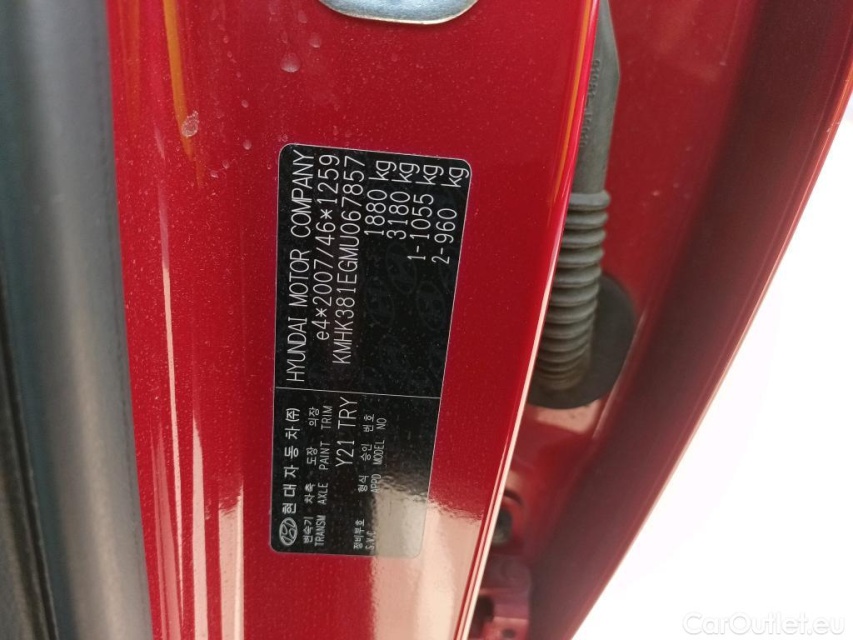 HYUNDAI MOTOR COMPANY
e4*2007/46*1259
KMHK381EGMU067857
1880 kg
3180 kg
1-1055 kg
2-960 kg
현대자동차(주)
변속기 차축 도장 의장
TRANSM AXLE PAINT TRIM
Y21 TRY
형식 승인 번호
APPD MODEL NO
장비부호
S.V.C
CarOutlet.eu